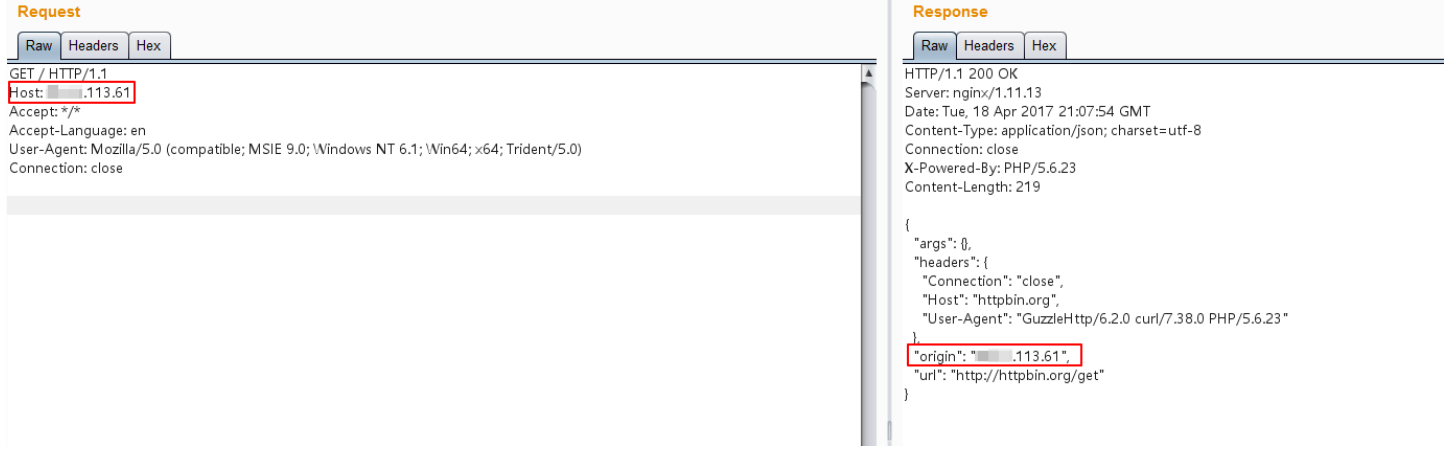 Request
Raw Headers Hex
GET / HTTP/1.1
Host: .113.61
Accept: */*
Accept-Language: en
User-Agent: Mozilla/5.0 (compatible; MSIE 9.0; Windows NT 6.1; Win64; x64; Trident/5.0)
Connection: close
Response
Raw Headers Hex
HTTP/1.1 200 OK
Server: nginx/1.11.13
Date: Tue, 18 Apr 2017 21:07:54 GMT
Content-Type: application/json; charset=utf-8
Connection: close
X-Powered-By: PHP/5.6.23
Content-Length: 219
{
"args": {},
"headers": {
"Connection": "close",
"Host": "httpbin.org",
"User-Agent": "GuzzleHttp/6.2.0 curl/7.38.0 PHP/5.6.23"
},
"origin": " .113.61",
"url": "http://httpbin.org/get"
}